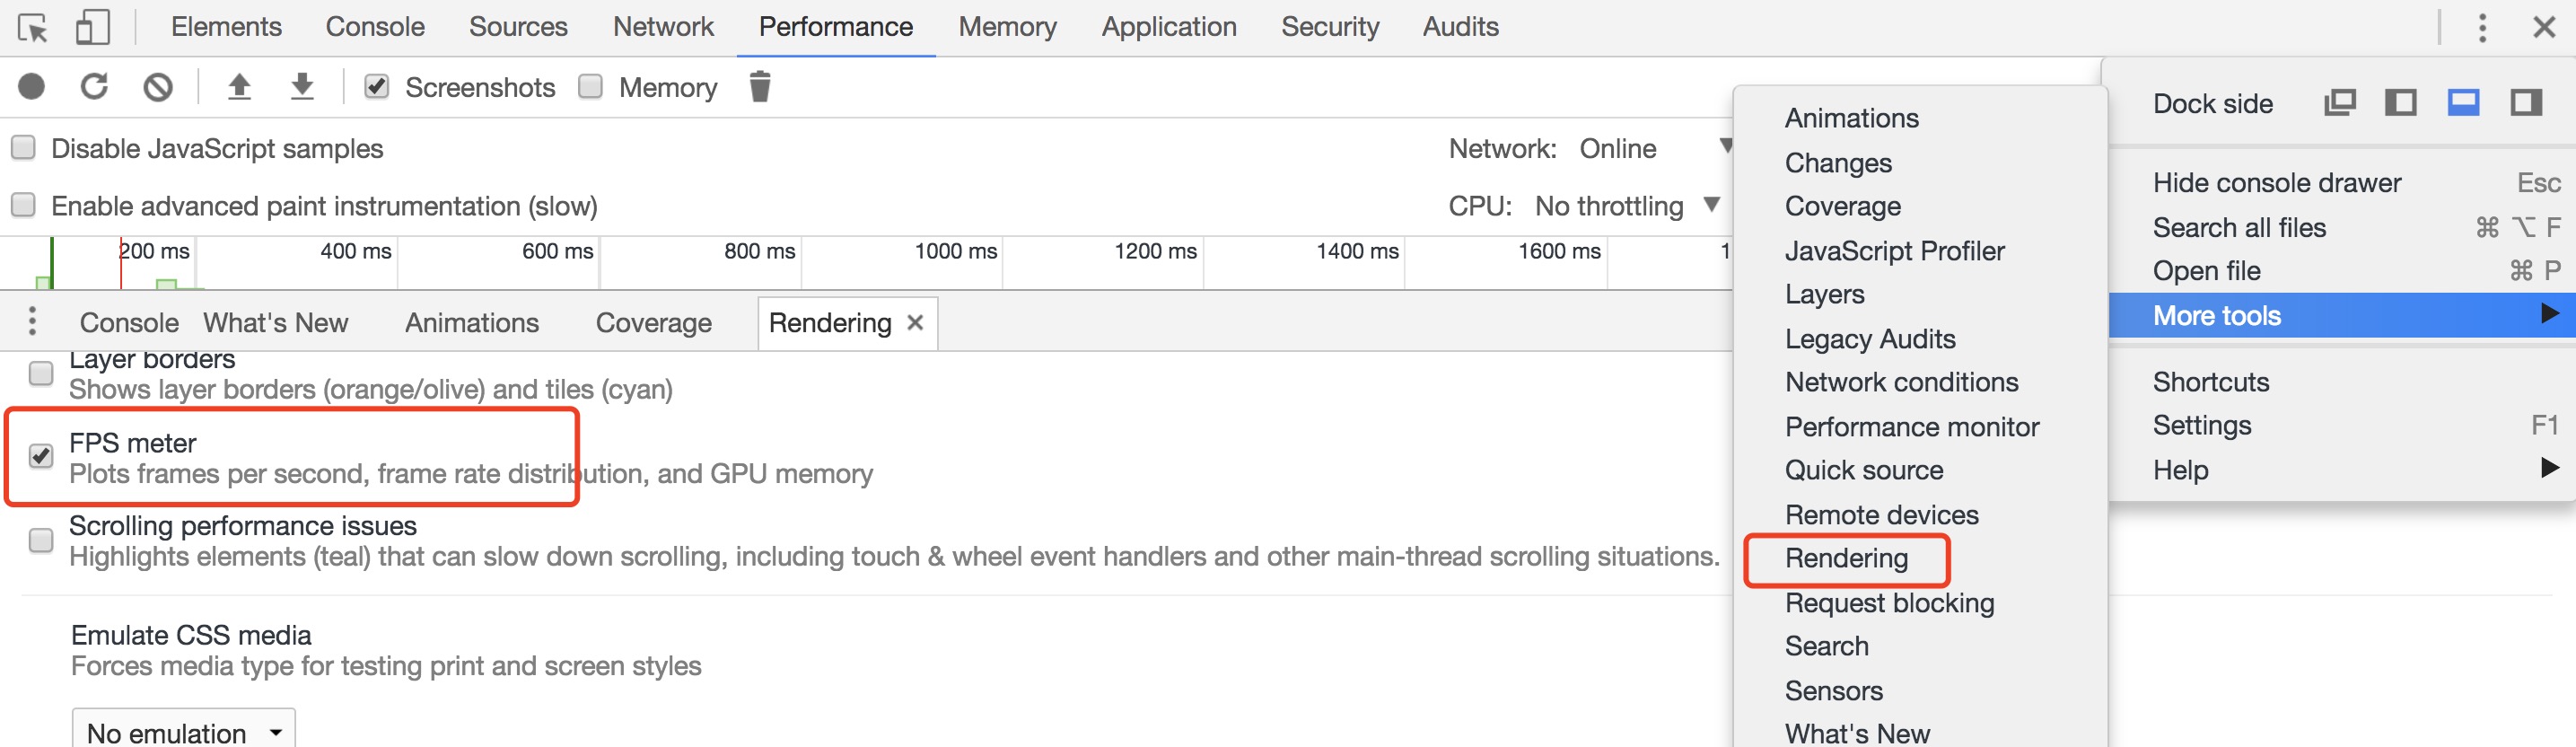 Elements Console Sources Network Performance Memory Application Security Audits
Screenshots Memory
Disable JavaScript samples
Network: Online
Enable advanced paint instrumentation (slow)
CPU: No throttling
200 ms 400 ms 600 ms 800 ms 1000 ms 1200 ms 1400 ms 1600 ms 1
Console What's New Animations Coverage Rendering
Layer borders
Shows layer borders (orange/olive) and tiles (cyan)
FPS meter
Plots frames per second, frame rate distribution, and GPU memory
Scrolling performance issues
Highlights elements (teal) that can slow down scrolling, including touch & wheel event handlers and other main-thread scrolling situations.
Emulate CSS media
Forces media type for testing print and screen styles
No emulation
Animations
Changes
Coverage
JavaScript Profiler
Layers
Legacy Audits
Network conditions
Performance monitor
Quick source
Remote devices
Rendering
Request blocking
Search
Sensors
What's New
Dock side
Hide console drawer Esc
Search all files ⌘ ⌥ F
Open file ⌘ P
More tools
Shortcuts
Settings F1
Help